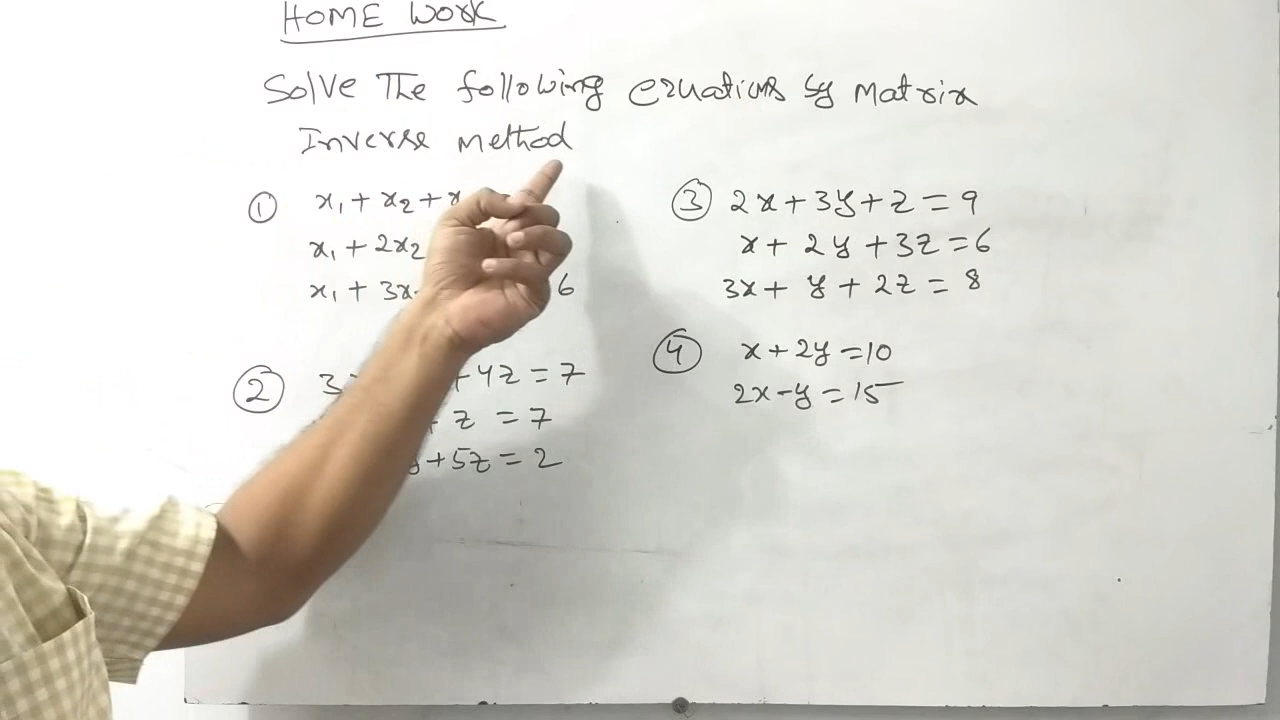 HOME WORK
Solve The following equations by Matrix
Inverse Method
① x₁ + x₂ +
x₁ + 2x₂
x₁ + 3x 6
② 3 + 4z = 7
+ z = 7
y + 5z = 2
③ 2x + 3y + z = 9
x + 2y + 3z = 6
3x + y + 2z = 8
④ x + 2y = 10
2x - y = 15